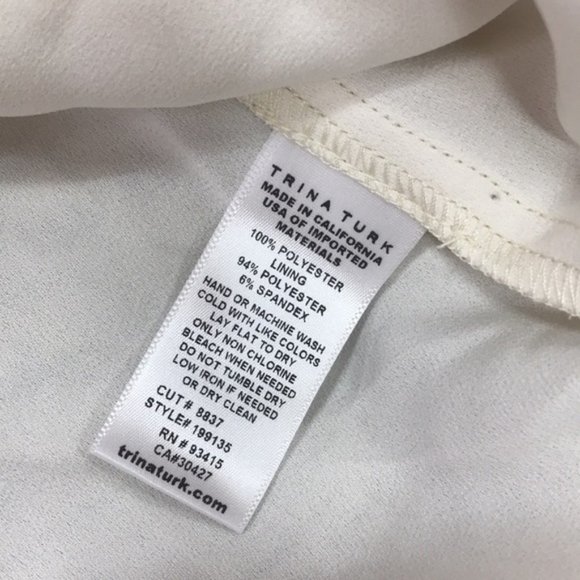 TRINA TURK
MADE IN CALIFORNIA
USA OF IMPORTED
MATERIALS
100% POLYESTER
LINING
94% POLYESTER
6% SPANDEX
HAND OR MACHINE WASH
COLD WITH LIKE COLORS
LAY FLAT TO DRY
ONLY NON CHLORINE
BLEACH WHEN NEEDED
DO NOT TUMBLE DRY
LOW IRON IF NEEDED
OR DRY CLEAN
CUT# 8837
STYLE# 199135
RN # 93415
CA#30427
trinaturk.com